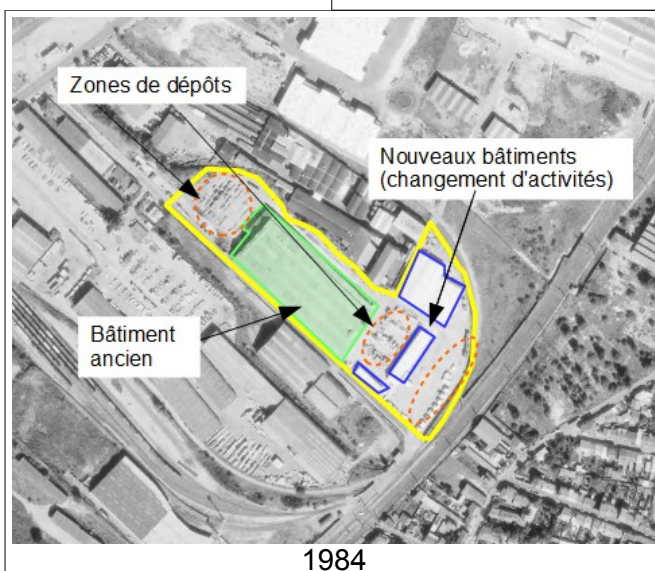 Zones de dépôts
Nouveaux bâtiments
(changement d'activités)
Bâtiment
ancien
1984